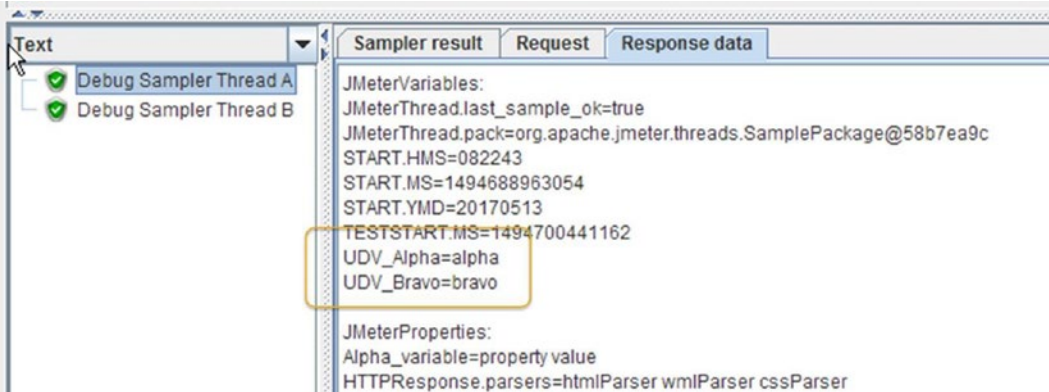 Text
Debug Sampler Thread A
Debug Sampler Thread B
Sampler result Request Response data
JMeterVariables:
JMeterThread.last_sample_ok=true
JMeterThread.pack=org.apache.jmeter.threads.SamplePackage@58b7ea9c
START.HMS=082243
START.MS=1494688963054
START.YMD=20170513
TESTSTART.MS=1494700441162
UDV_Alpha=alpha
UDV_Bravo=bravo
JMeterProperties:
Alpha_variable=property value
HTTPResponse.parsers=htmlParser wmlParser cssParser